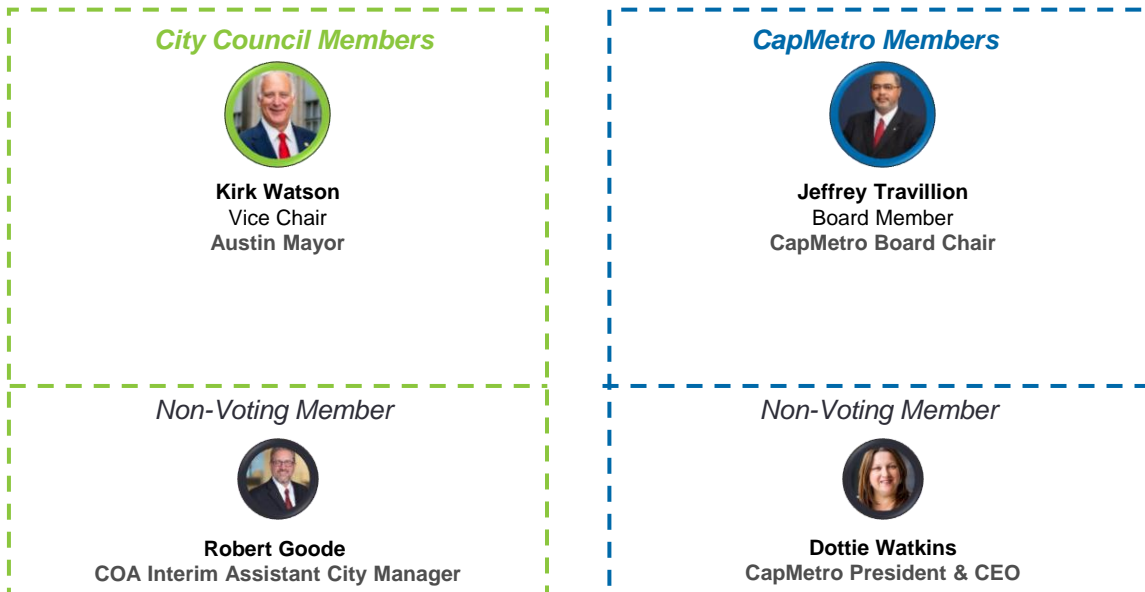 City Council Members
Kirk Watson
Vice Chair
Austin Mayor
Non-Voting Member
Robert Goode
COA Interim Assistant City Manager
CapMetro Members
Jeffrey Travillion
Board Member
CapMetro Board Chair
Non-Voting Member
Dottie Watkins
CapMetro President & CEO